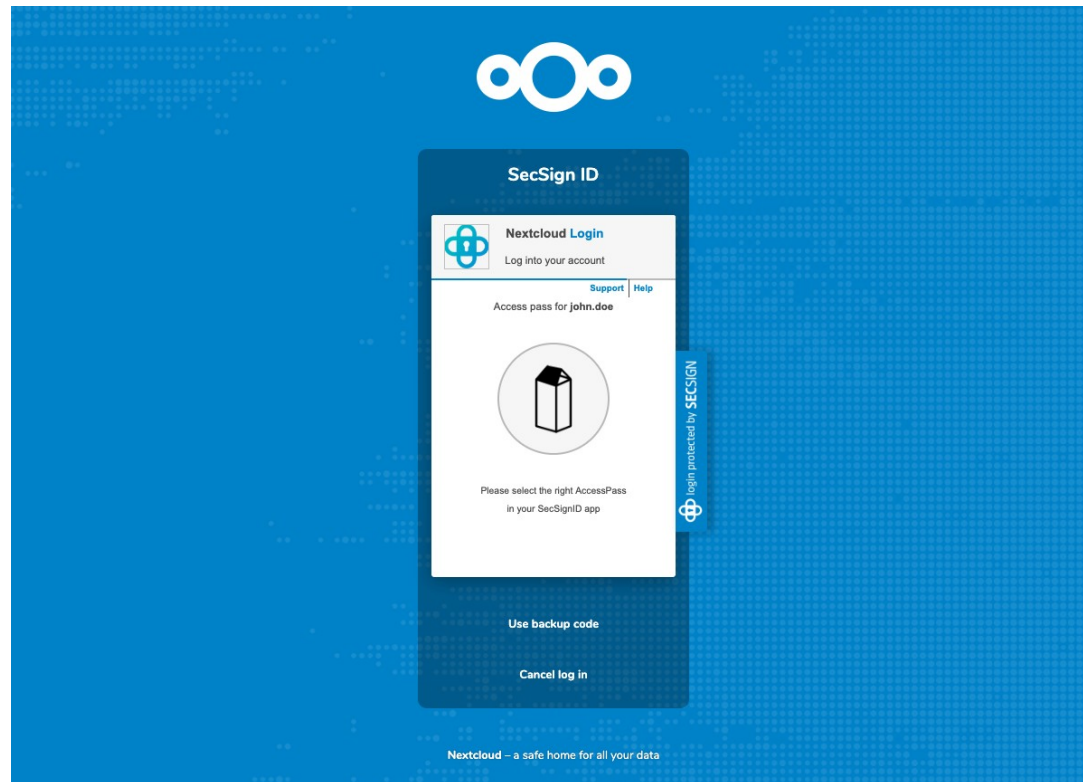 SecSign ID
Nextcloud Login
Log into your account
Support Help
Access pass for john.doe
Please select the right AccessPass
in your SecSignID app
login protected by SECSIGN
Use backup code
Cancel log in
Nextcloud – a safe home for all your data